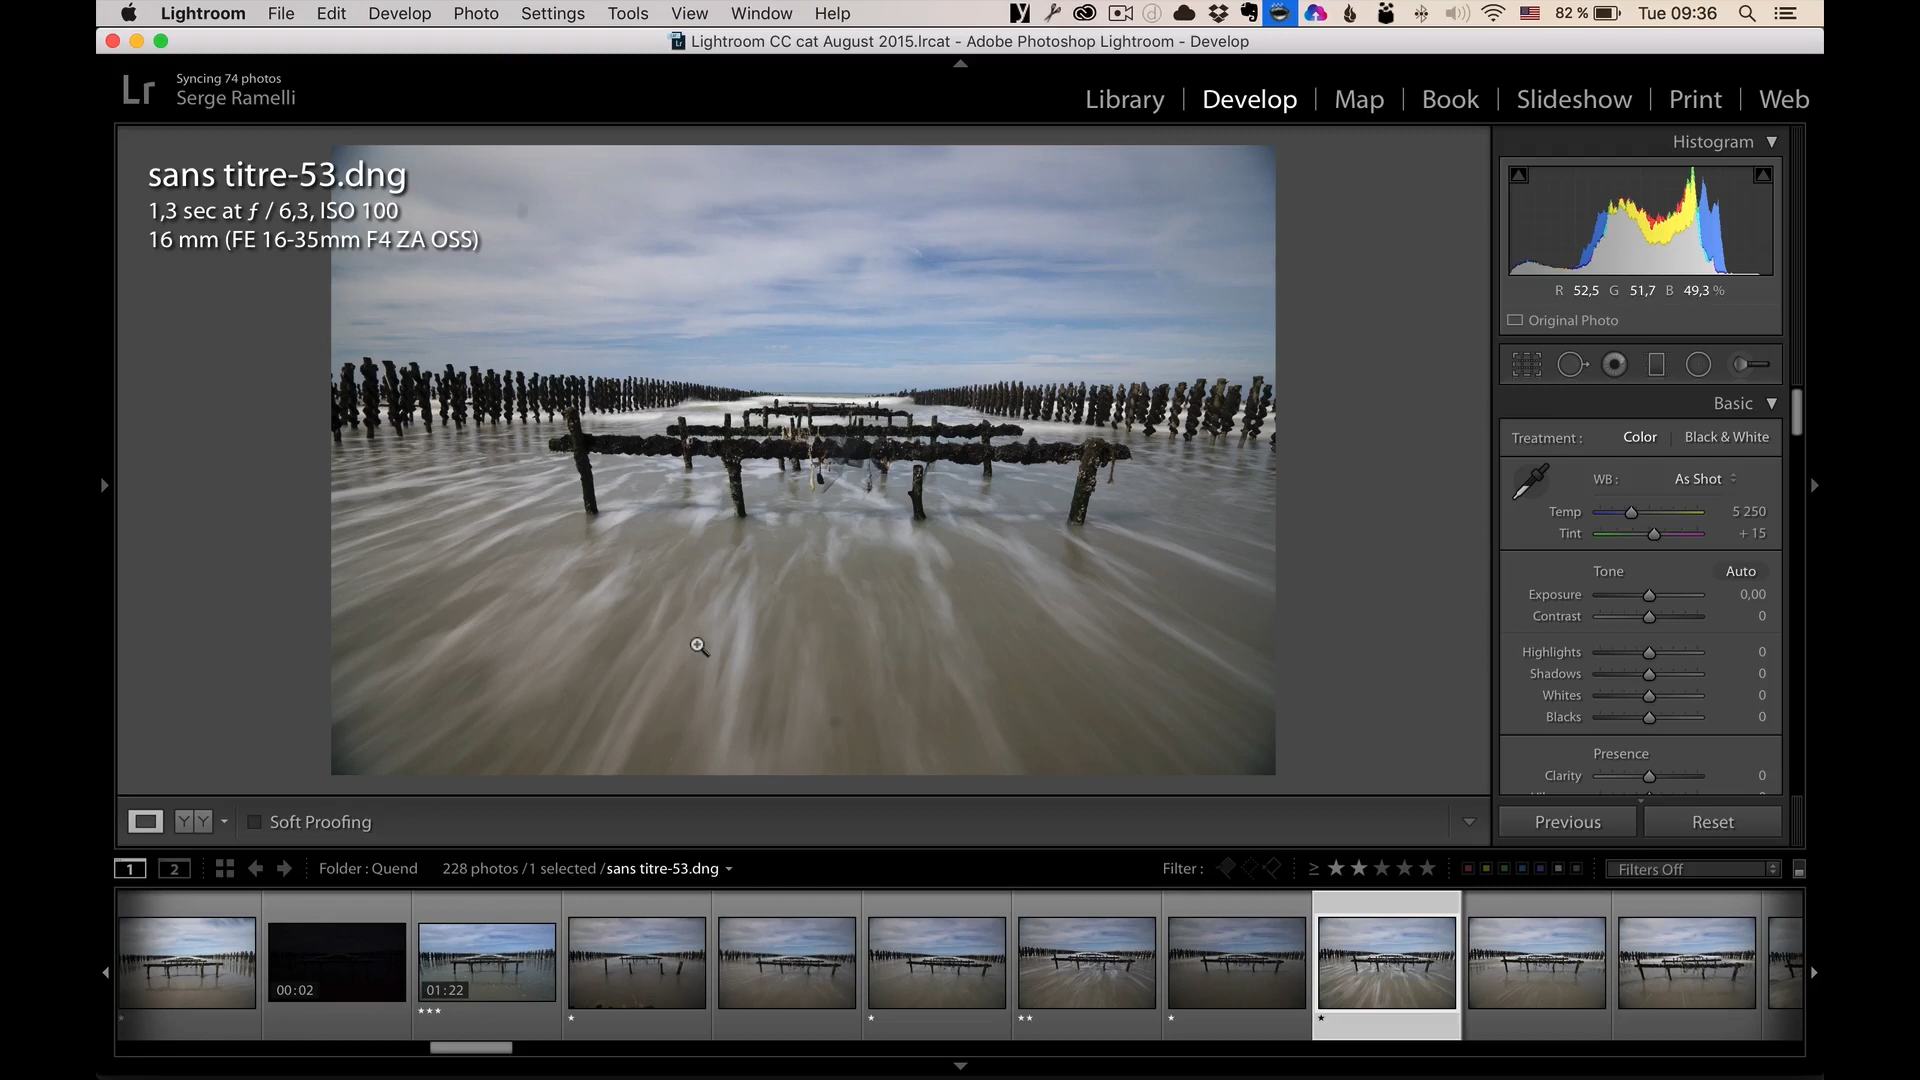 Lightroom File Edit Develop Photo Settings Tools View Window Help 82 % Tue 09:36
Lightroom CC cat August 2015.lrcat - Adobe Photoshop Lightroom - Develop
Lr Syncing 74 photos
Serge Ramelli
Library | Develop | Map | Book | Slideshow | Print | Web
Histogram
sans titre-53.dng
1,3 sec at ƒ / 6,3, ISO 100
16 mm (FE 16-35mm F4 ZA OSS)
R 52,5 G 51,7 B 49,3 %
Original Photo
Basic
Treatment : Color | Black & White
WB : As Shot
Temp 5 250
Tint + 15
Tone Auto
Exposure 0,00
Contrast 0
Highlights 0
Shadows 0
Whites 0
Blacks 0
Presence
Clarity 0
YY Soft Proofing
Previous Reset
1 2 Folder : Quend 228 photos / 1 selected / sans titre-53.dng Filter : ≥ ★★★★★ Filters Off
00:02 01:22